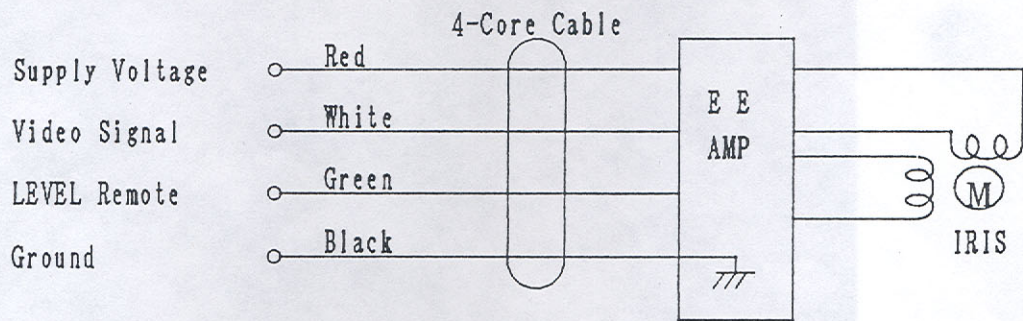 4-Core Cable
Supply Voltage Red
Video Signal White
LEVEL Remote Green
Ground Black
E E
AMP
M
IRIS